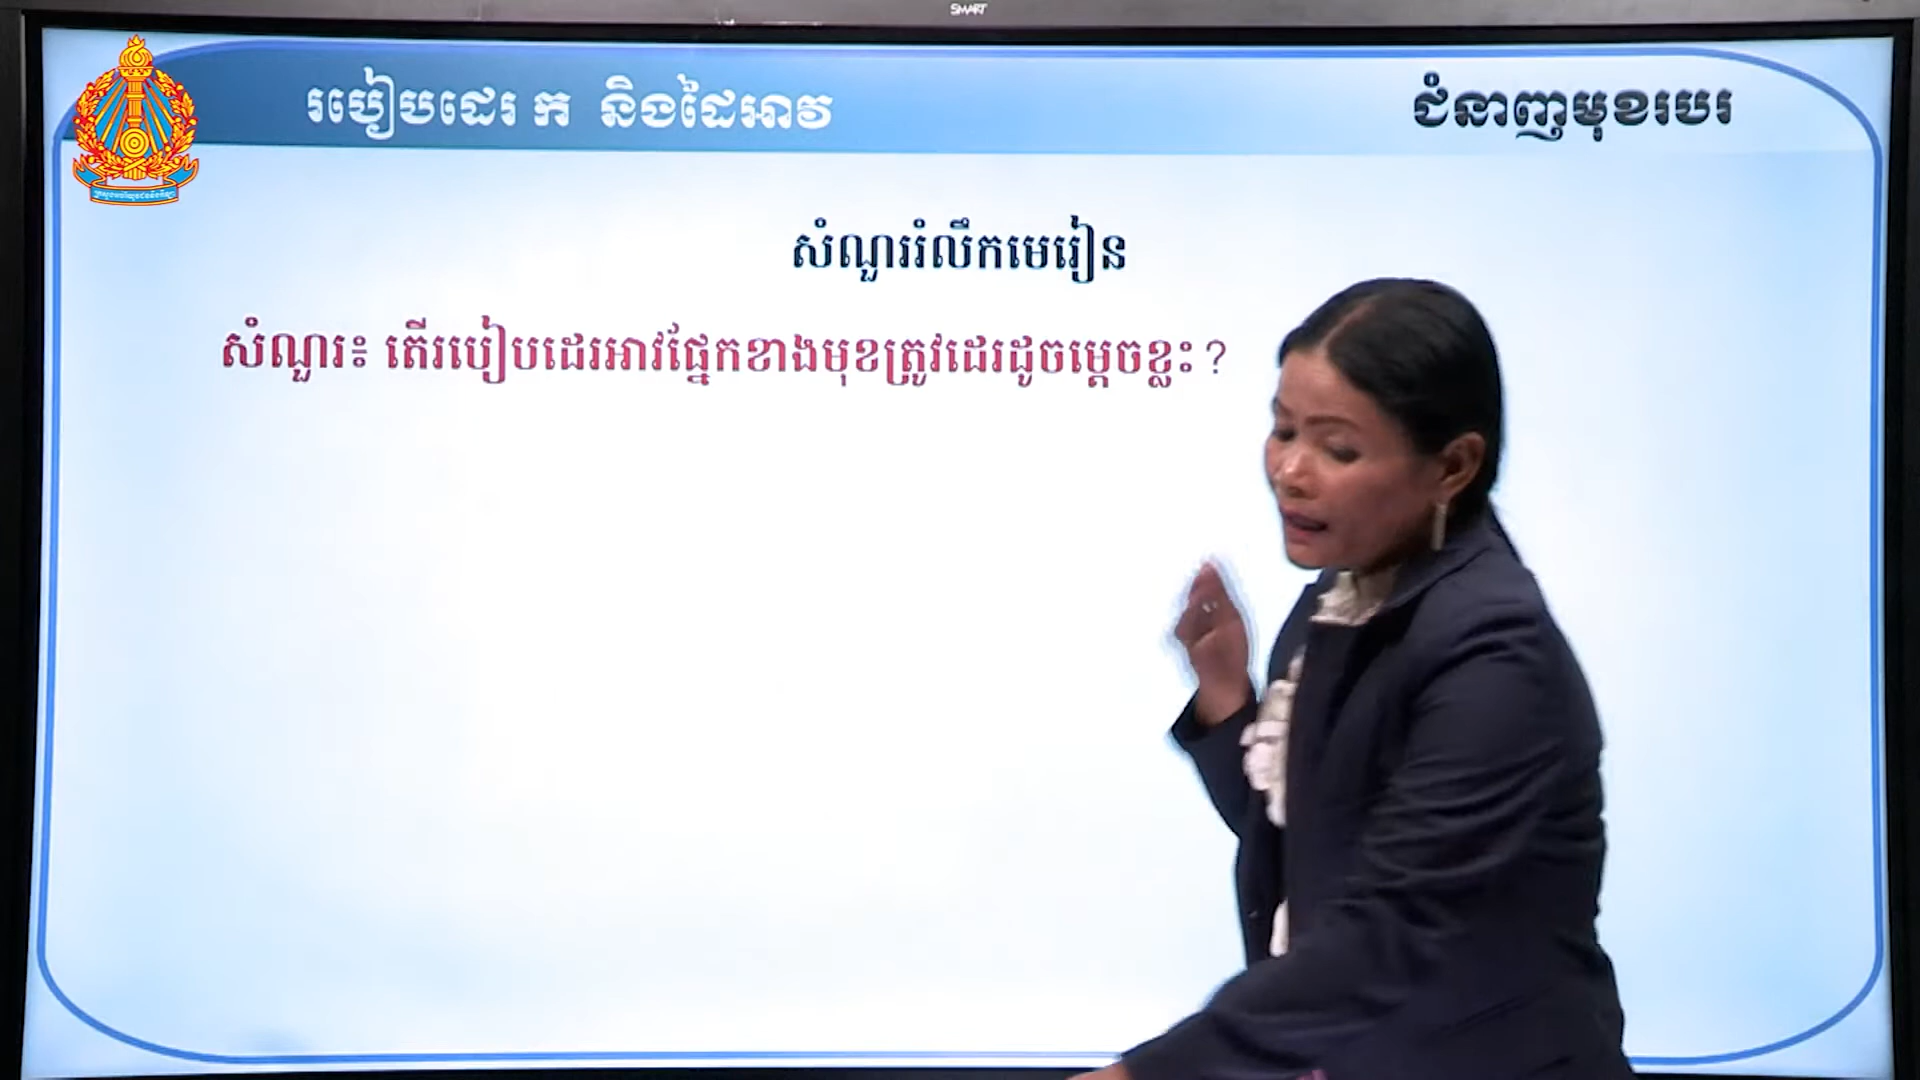 SMART
របៀបដេរ ក និងដៃអាវ
ជំនាញមុខរបរ
សំណួររំលឹកមេរៀន
សំណួរ៖ តើរបៀបដេរអាវផ្នែកខាងមុខត្រូវដេរដូចម្តេចខ្លះ?